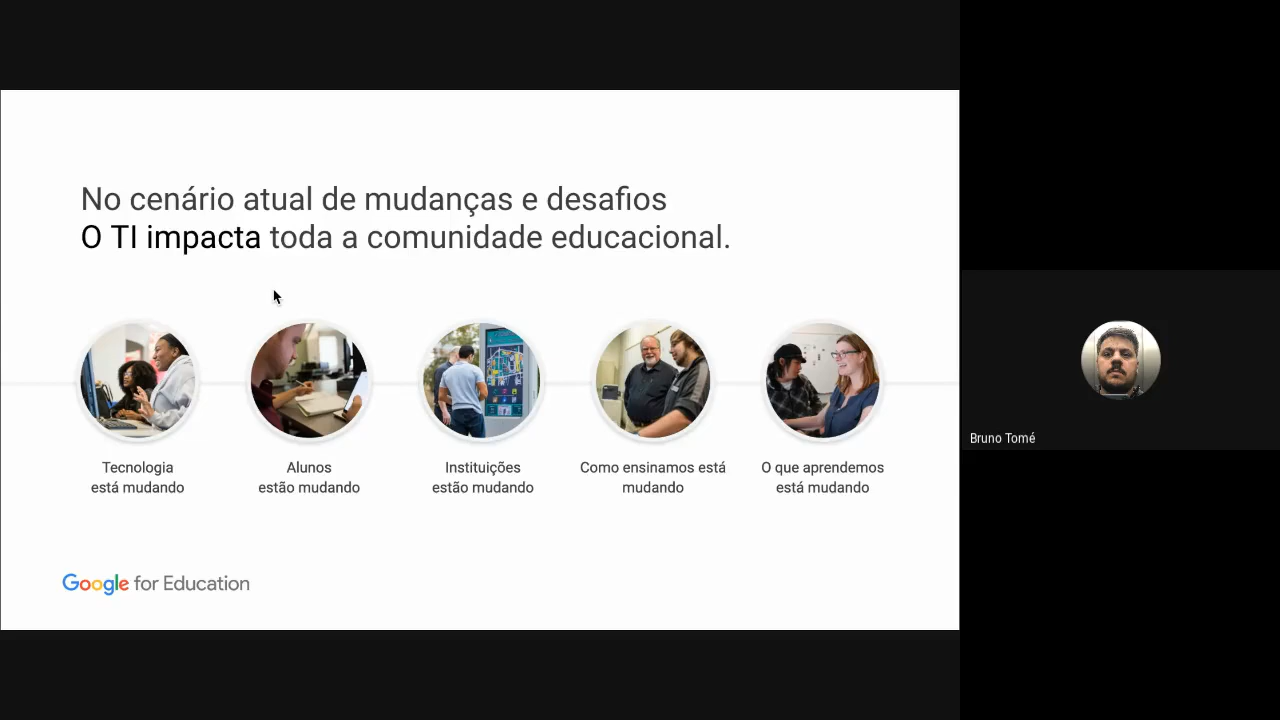 No cenário atual de mudanças e desafios
O TI impacta toda a comunidade educacional.
Tecnologia
está mudando
Alunos
estão mudando
Instituições
estão mudando
Como ensinamos está
mudando
O que aprendemos
está mudando
Google for Education
Bruno Tomé